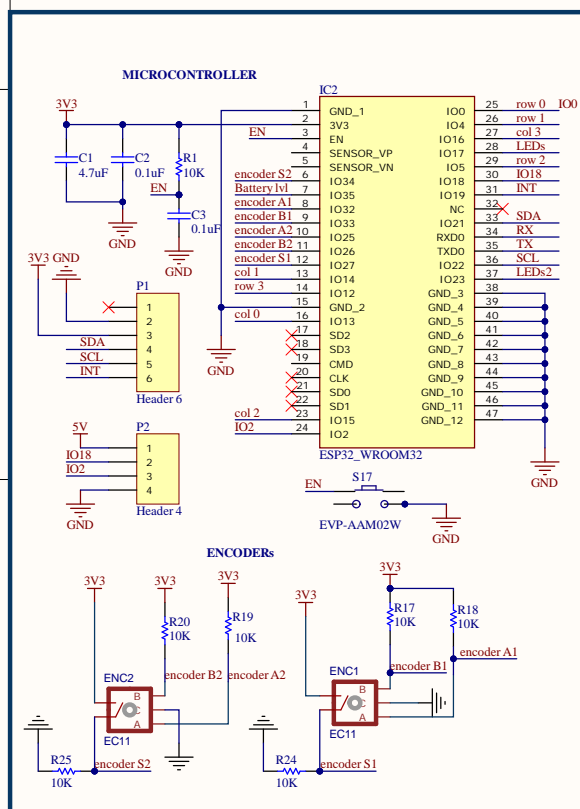 MICROCONTROLLER
3V3
C1
4.7uF
C2
0.1uF
R1
10K
EN
C3
0.1uF
GND
GND
IC2
EN
encoder S2
Battery lvl
encoder A1
encoder B1
encoder A2
encoder B2
encoder S1
col 1
row 3
col 0
col 2
IO2
GND
1 GND_1
2 3V3
3 EN
4 SENSOR_VP
5 SENSOR_VN
6 IO34
7 IO35
8 IO32
9 IO33
10 IO25
11 IO26
12 IO27
13 IO14
14 IO12
15 GND_2
16 IO13
17 SD2
18 SD3
19 CMD
20 CLK
21 SD0
22 SD1
23 IO15
24 IO2
IO0 25 row 0 IO0
IO4 26 row 1
IO16 27 col 3
IO17 28 LEDs
IO5 29 row 2
IO18 30 IO18
IO19 31 INT
NC 32
IO21 33 SDA
RXD0 34 RX
TXD0 35 TX
IO22 36 SCL
IO23 37 LEDs2
GND_3 38
GND_4 39
GND_5 40
GND_6 41
GND_7 42
GND_8 43
GND_9 44
GND_10 45
GND_11 46
GND_12 47
ESP32_WROOM32
GND
3V3 GND
P1
1
2
3
SDA 4
SCL 5
INT 6
Header 6
5V
P2
1
IO18 2
IO2 3
4
GND
Header 4
EN
S17
EVP-AAM02W
GND
ENCODERs
3V3
3V3
3V3
R20
10K
R19
10K
encoder B2
encoder A2
ENC2
B
C
A
EC11
R25
10K
encoder S2
3V3
3V3
R17
10K
R18
10K
encoder A1
encoder B1
ENC1
B
C
A
EC11
R24
10K
encoder S1